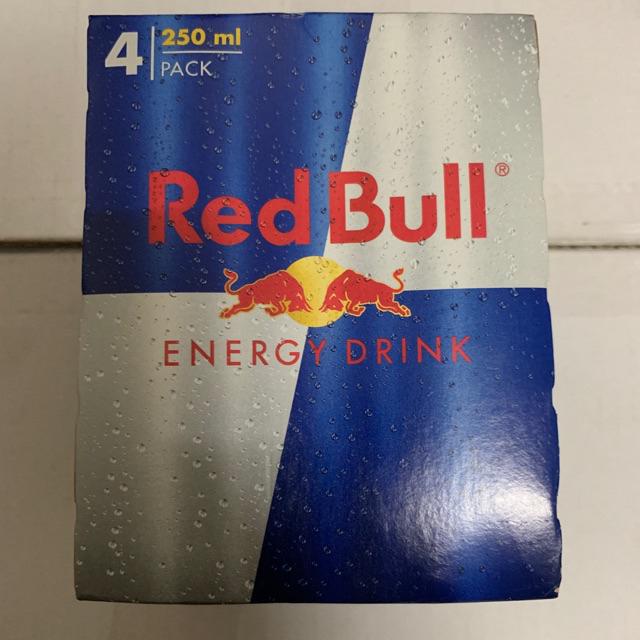 4 | 250 ml
PACK
Red Bull®
ENERGY DRINK